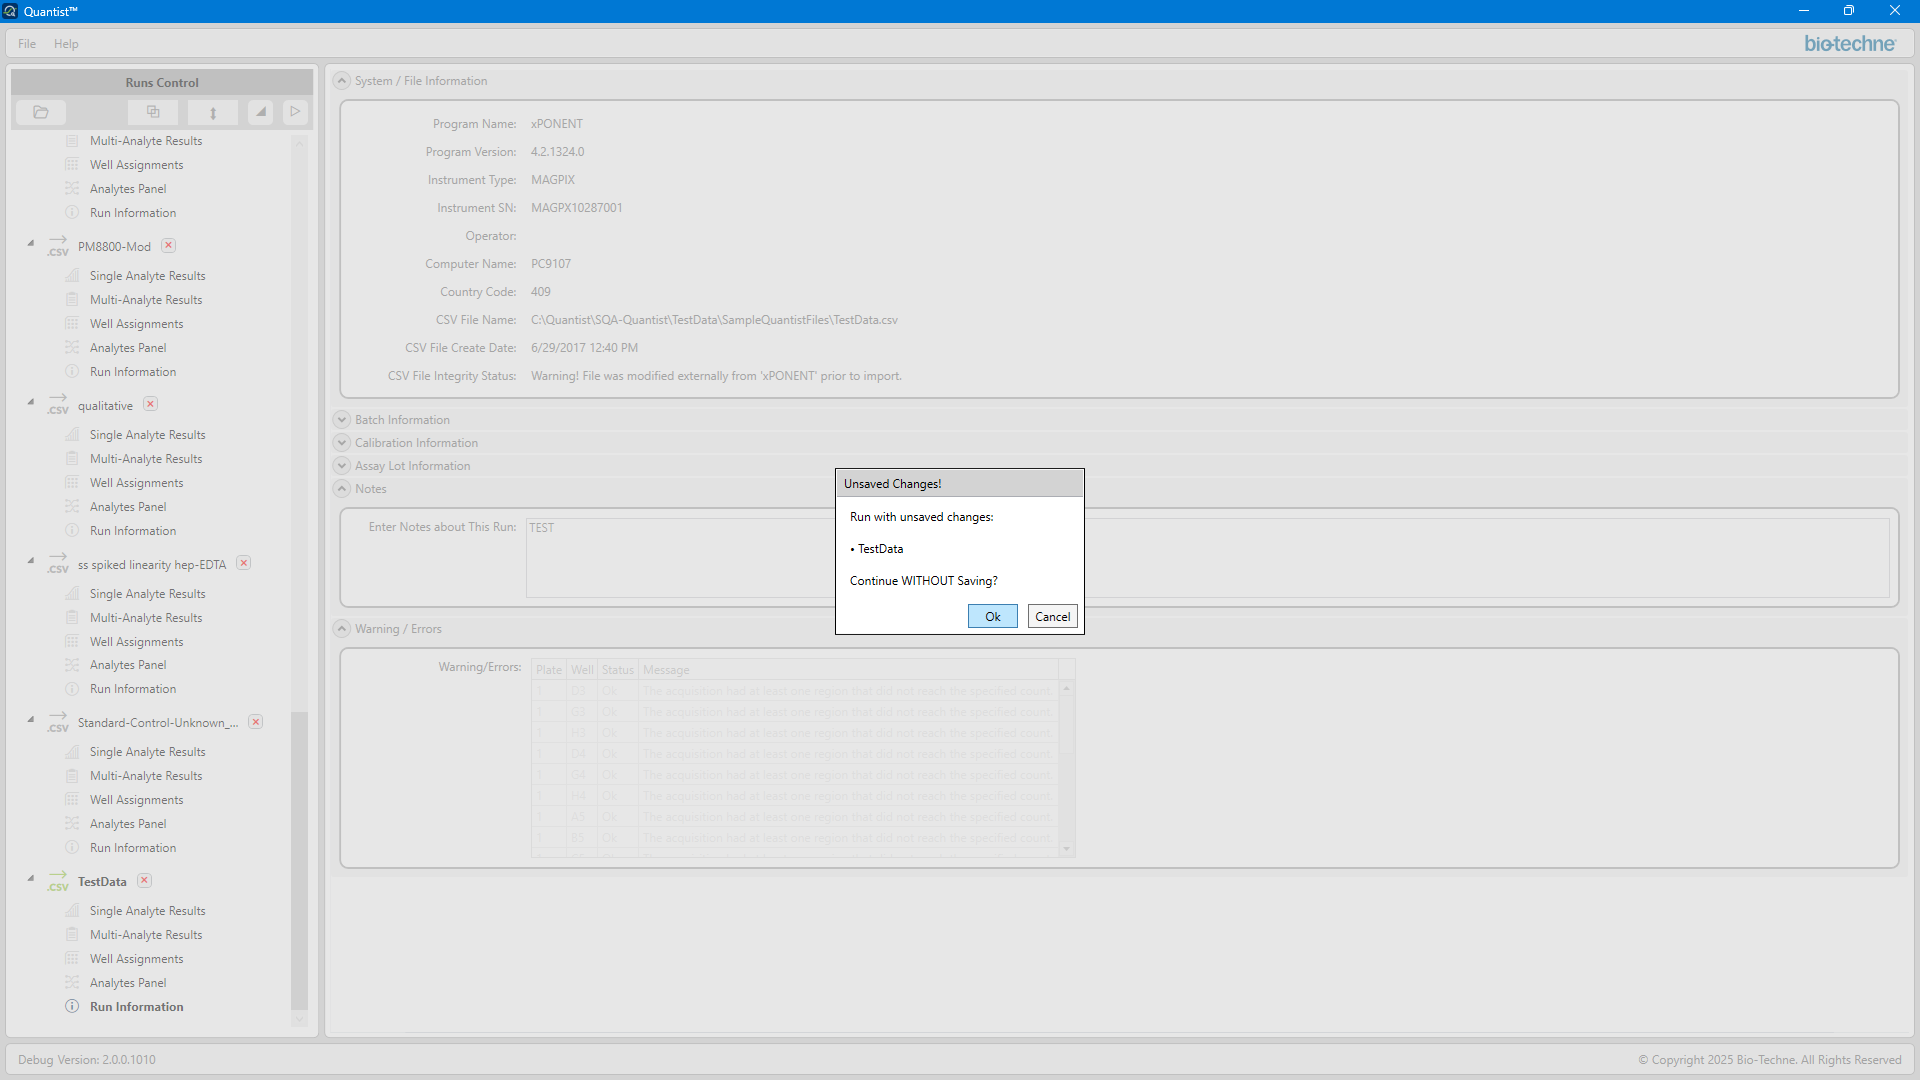 Quantist™
File Help
bio-techne
Runs Control
Multi-Analyte Results
Well Assignments
Analytes Panel
Run Information
.CSV PM8800-Mod
Single Analyte Results
Multi-Analyte Results
Well Assignments
Analytes Panel
Run Information
.CSV qualitative
Single Analyte Results
Multi-Analyte Results
Well Assignments
Analytes Panel
Run Information
.CSV ss spiked linearity hep-EDTA
Single Analyte Results
Multi-Analyte Results
Well Assignments
Analytes Panel
Run Information
.CSV Standard-Control-Unknown_...
Single Analyte Results
Multi-Analyte Results
Well Assignments
Analytes Panel
Run Information
.CSV TestData
Single Analyte Results
Multi-Analyte Results
Well Assignments
Analytes Panel
Run Information
System / File Information
Program Name: xPONENT
Program Version: 4.2.1324.0
Instrument Type: MAGPIX
Instrument SN: MAGPX10287001
Operator:
Computer Name: PC9107
Country Code: 409
CSV File Name: C:\Quantist\SQA-Quantist\TestData\SampleQuantistFiles\TestData.csv
CSV File Create Date: 6/29/2017 12:40 PM
CSV File Integrity Status: Warning! File was modified externally from 'xPONENT' prior to import.
Batch Information
Calibration Information
Assay Lot Information
Notes
Enter Notes about This Run: TEST
Warning / Errors
Warning/Errors: Plate Well Status Message
1 D3 Ok The acquisition had at least one region that did not reach the specified count.
1 G3 Ok The acquisition had at least one region that did not reach the specified count.
1 H3 Ok The acquisition had at least one region that did not reach the specified count.
1 D4 Ok The acquisition had at least one region that did not reach the specified count.
1 G4 Ok The acquisition had at least one region that did not reach the specified count.
1 H4 Ok The acquisition had at least one region that did not reach the specified count.
1 A5 Ok The acquisition had at least one region that did not reach the specified count.
1 B5 Ok The acquisition had at least one region that did not reach the specified count.
Unsaved Changes!
Run with unsaved changes:
• TestData
Continue WITHOUT Saving?
Ok Cancel
Debug Version: 2.0.0.1010
© Copyright 2025 Bio-Techne. All Rights Reserved